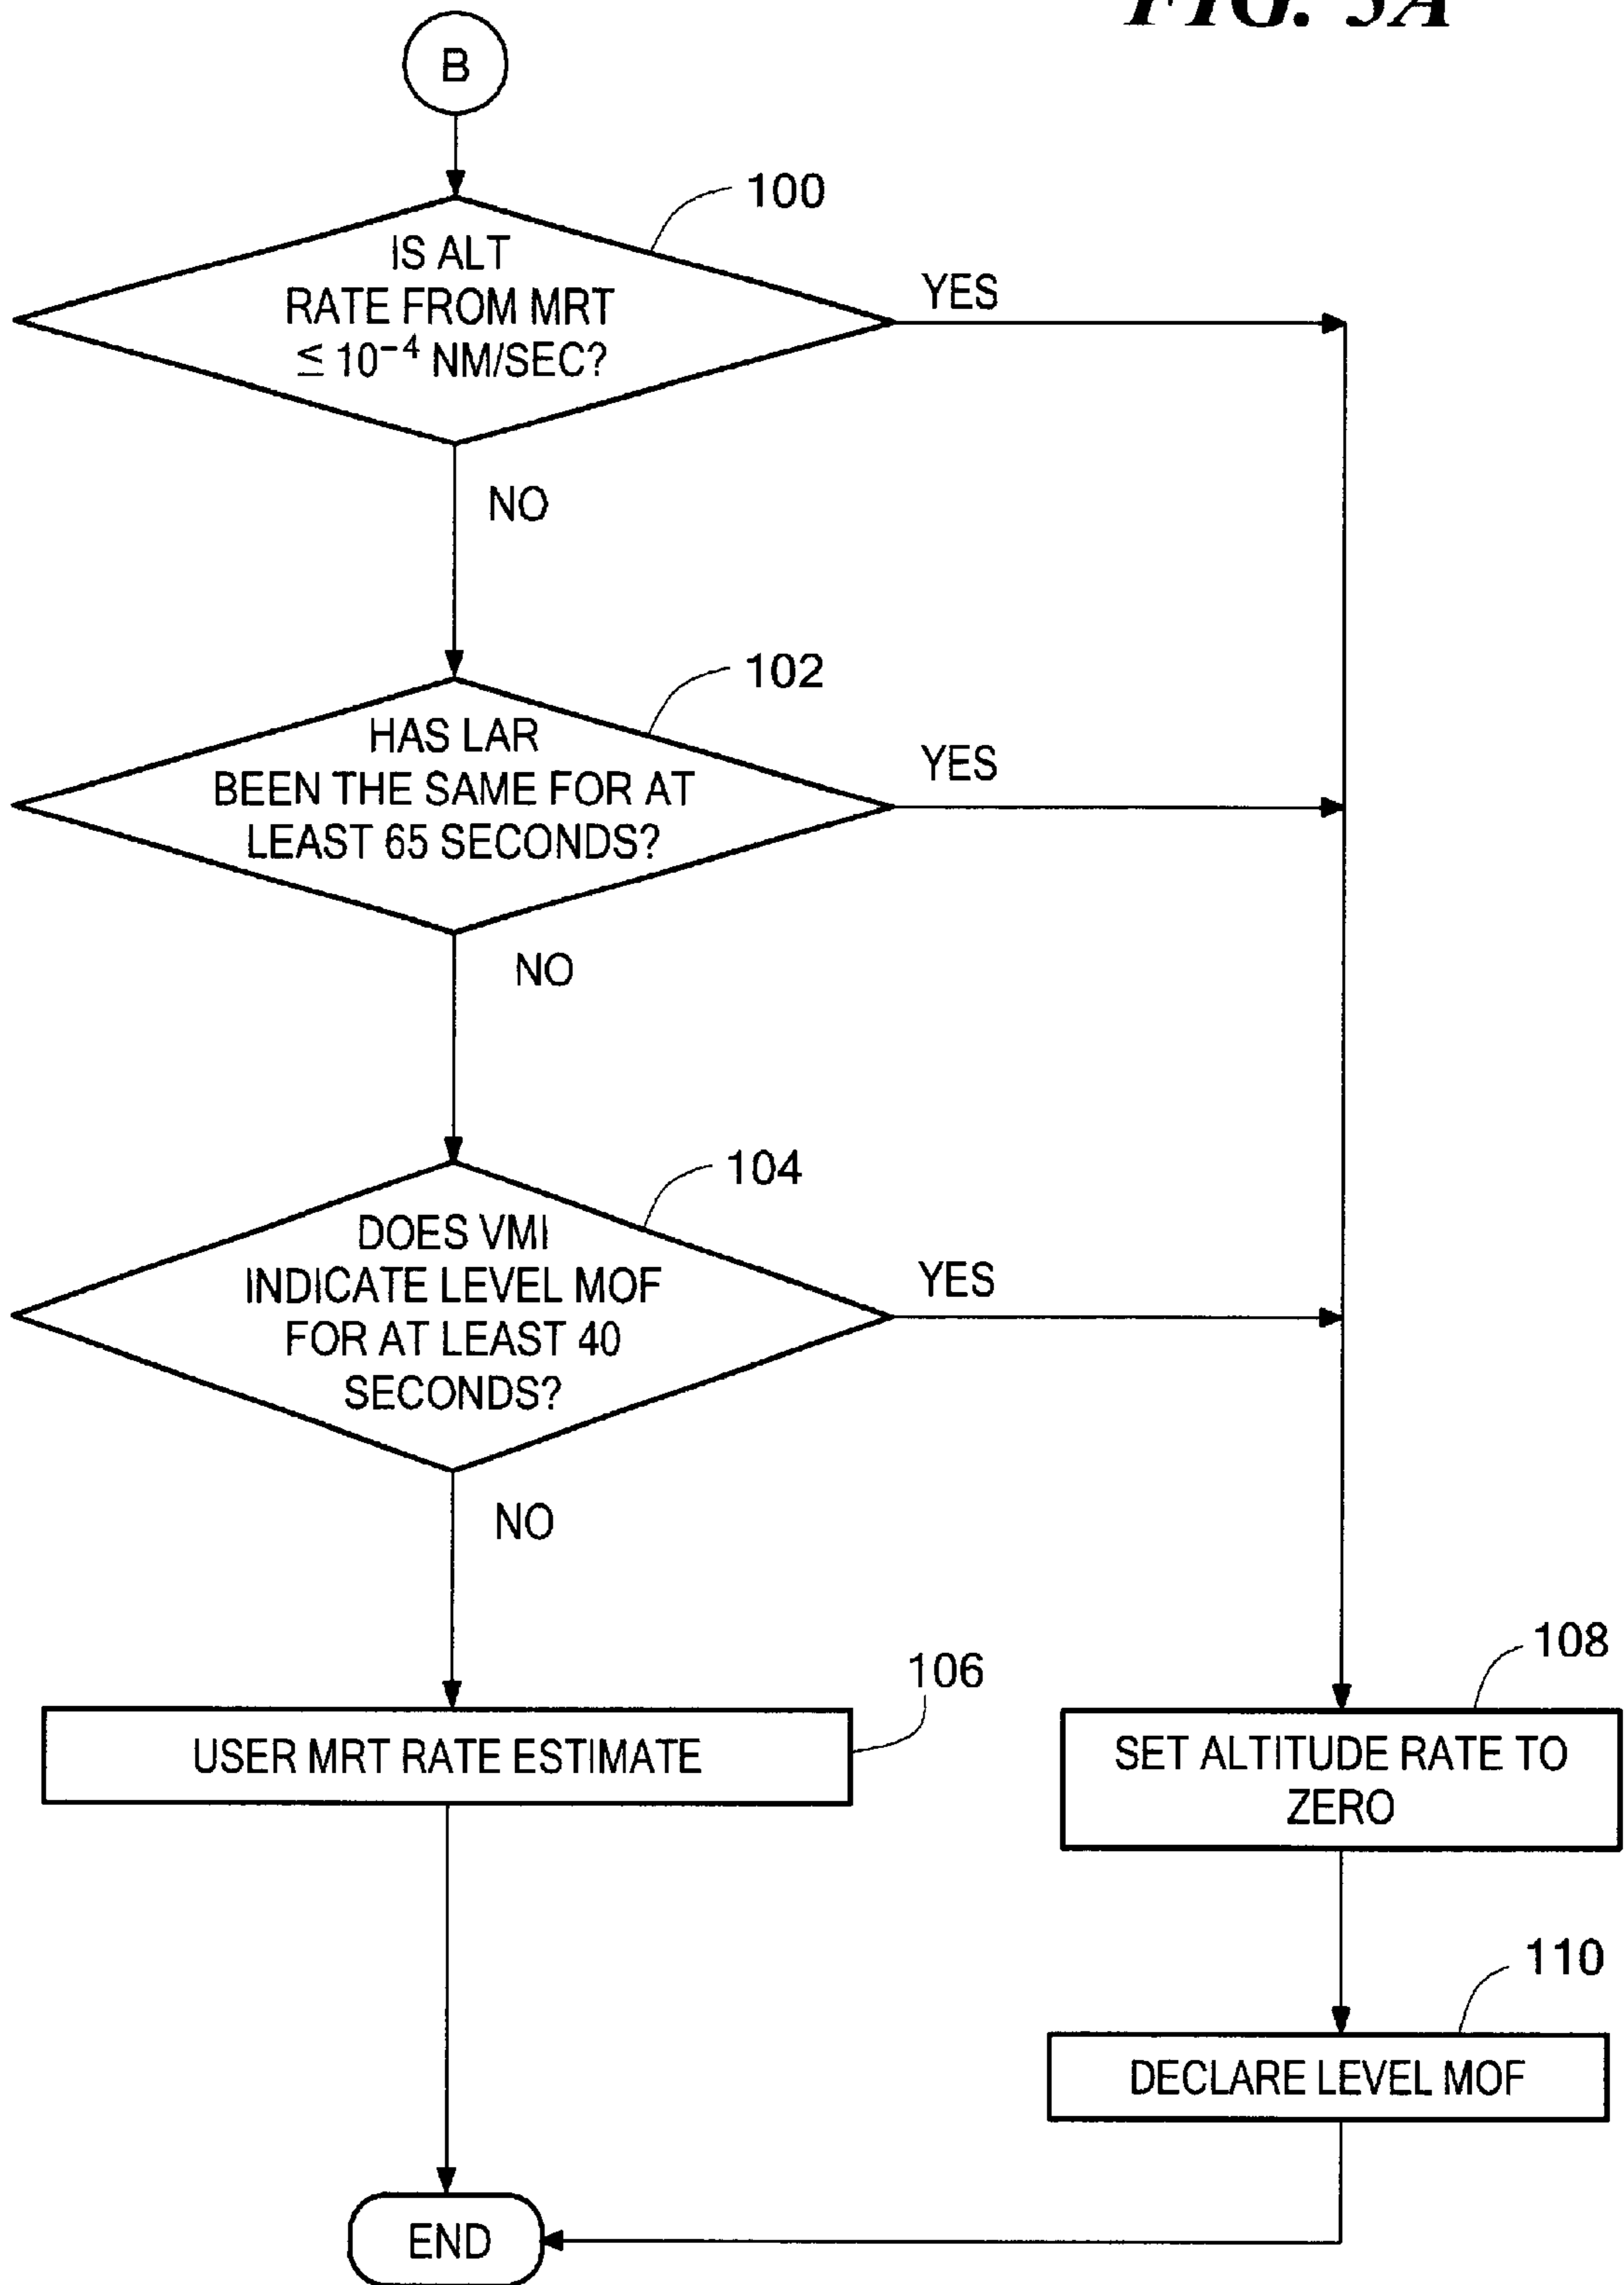 B
100
IS ALT
RATE FROM MRT
≤ 10⁻⁴ NM/SEC?
YES
NO
102
HAS LAR
BEEN THE SAME FOR AT
LEAST 65 SECONDS?
YES
NO
104
DOES VMI
INDICATE LEVEL MOF
FOR AT LEAST 40
SECONDS?
YES
NO
106
USER MRT RATE ESTIMATE
108
SET ALTITUDE RATE TO
ZERO
110
DECLARE LEVEL MOF
END